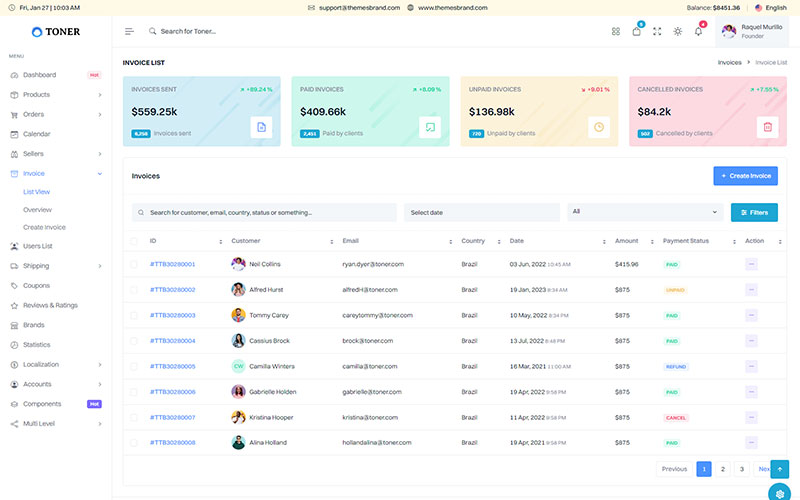 Fri, Jan 27 | 10:03 AM support@themesbrand.com www.themesbrand.com Balance: $8451.36 English
TONER Search for Toner... 5 4 Raquel Murillo
Founder
MENU
Dashboard Hot
Products
Orders
Calendar
Sellers
Invoice
List View
Overview
Create Invoice
Users List
Shipping
Coupons
Reviews & Ratings
Brands
Statistics
Localization
Accounts
Components Hot
Multi Level
INVOICE LIST Invoices > Invoice List
INVOICES SENT +89.24 %
$559.25k
8,258 Invoices sent
PAID INVOICES +8.09 %
$409.66k
2,451 Paid by clients
UNPAID INVOICES +9.01 %
$136.98k
720 Unpaid by clients
CANCELLED INVOICES +7.55 %
$84.2k
502 Cancelled by clients
Invoices + Create Invoice
Search for customer, email, country, status or something... Select date All Filters
ID Customer Email Country Date Amount Payment Status Action
#TTB30280001 Neil Collins ryan.dyer@toner.com Brazil 03 Jun, 2022 10:45 AM $415.96 PAID
#TTB30280002 Alfred Hurst alfredH@toner.com Brazil 19 Jan, 2023 8:34 AM $875 UNPAID
#TTB30280003 Tommy Carey careytommy@toner.com Brazil 10 May, 2022 8:34 PM $875 PAID
#TTB30280004 Cassius Brock brock@toner.com Brazil 13 Jul, 2022 8:48 PM $875 PAID
#TTB30280005 CW Camilla Winters camilla@toner.com Brazil 16 Mar, 2021 11:00 AM $875 REFUND
#TTB30280006 Gabrielle Holden gabrielle@toner.com Brazil 19 Apr, 2022 9:58 PM $875 PAID
#TTB30280007 Kristina Hooper kristina@toner.com Brazil 11 Apr, 2022 9:58 PM $875 CANCEL
#TTB30280008 Alina Holland hollandalina@toner.com Brazil 19 Apr, 2021 9:58 PM $875 PAID
Previous 1 2 3 Nex